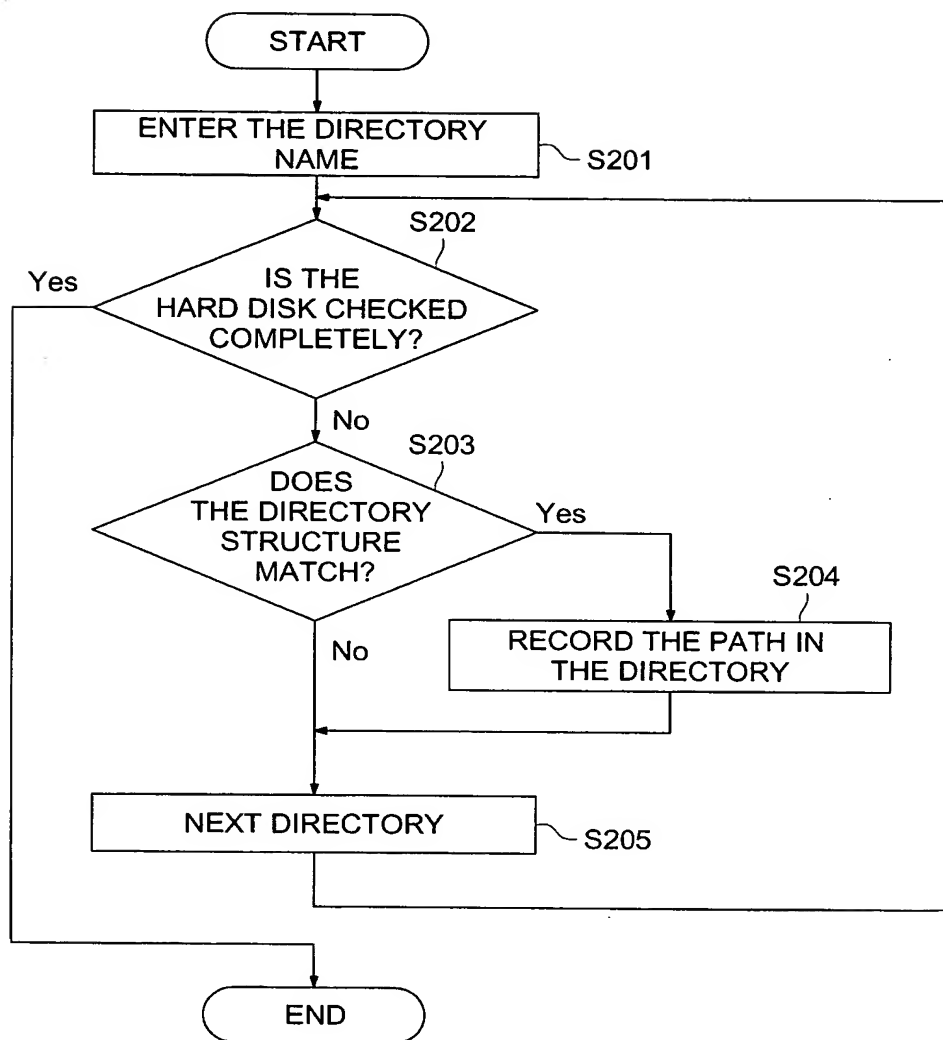 START
ENTER THE DIRECTORY
NAME
S201
S202
Yes
IS THE
HARD DISK CHECKED
COMPLETELY?
No
S203
DOES
THE DIRECTORY
STRUCTURE
MATCH?
Yes
S204
RECORD THE PATH IN
THE DIRECTORY
No
NEXT DIRECTORY
S205
END